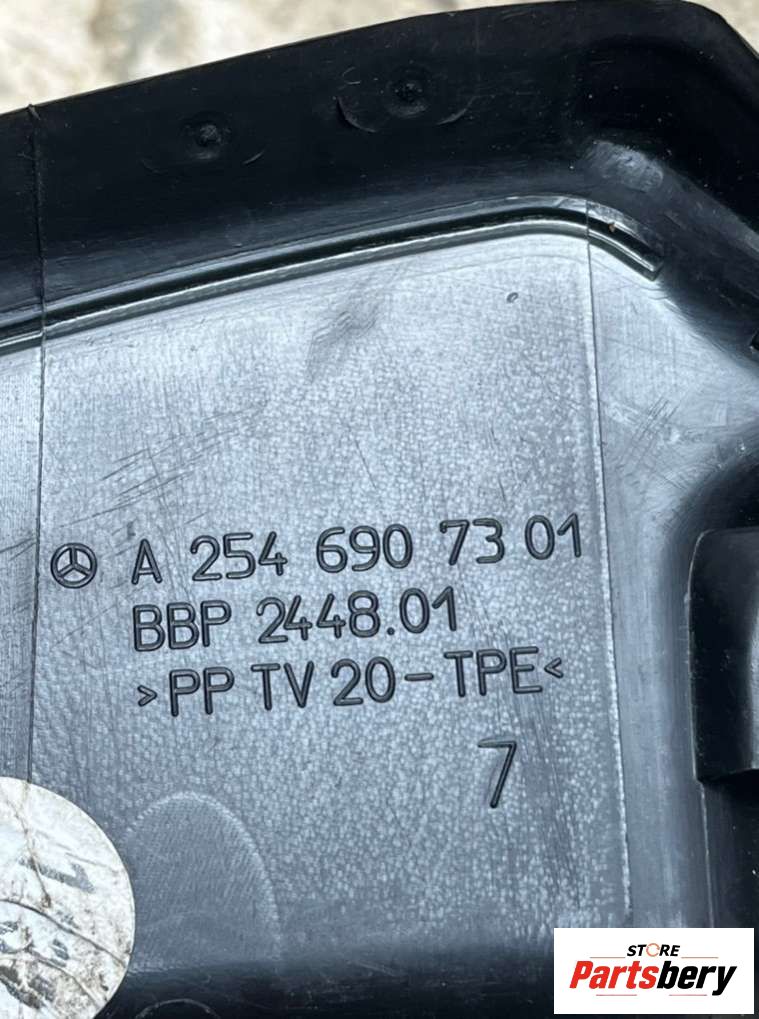 A 254 690 73 01
BBP 2448.01
>PP TV 20-TPE<
7
STORE
Partsbery